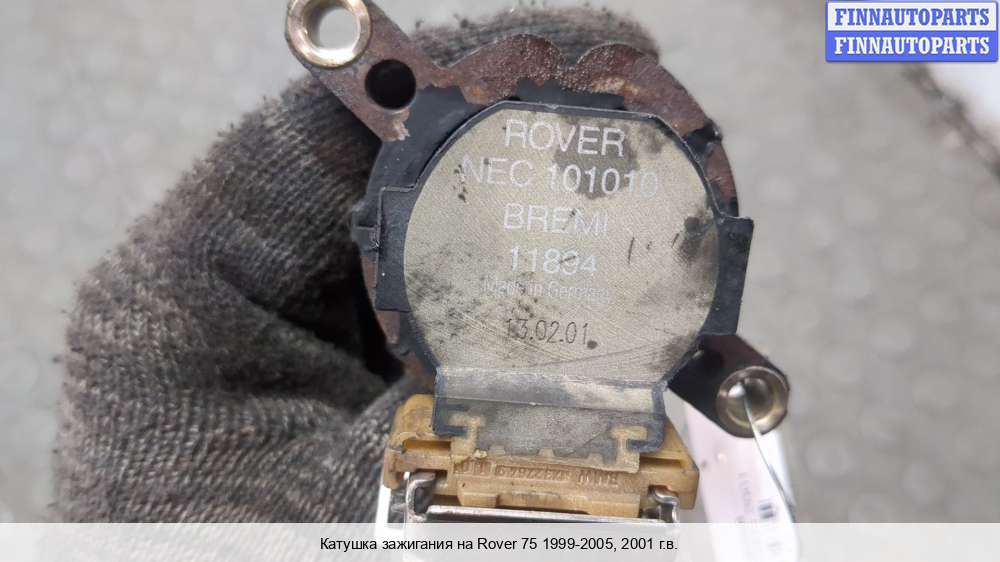 FINNAUTOPARTS
FINNAUTOPARTS
ROVER
NEC 101010
BREMI
11894
Made in Germany
13.02.01
Катушка зажигания на Rover 75 1999-2005, 2001 г.в.